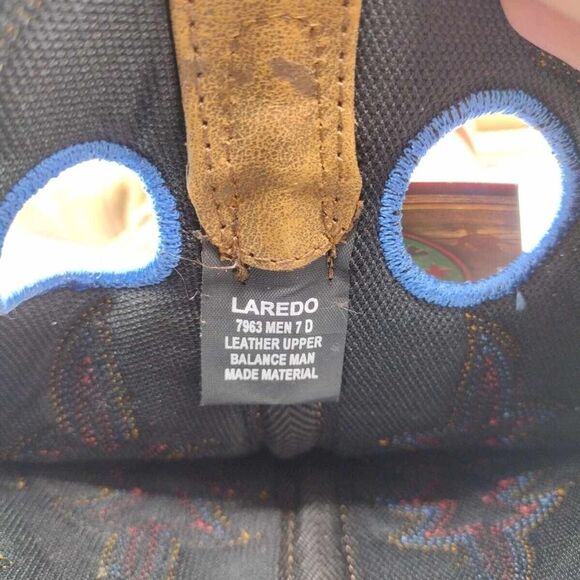 LAREDO
7963 MEN 7 D
LEATHER UPPER
BALANCE MAN
MADE MATERIAL